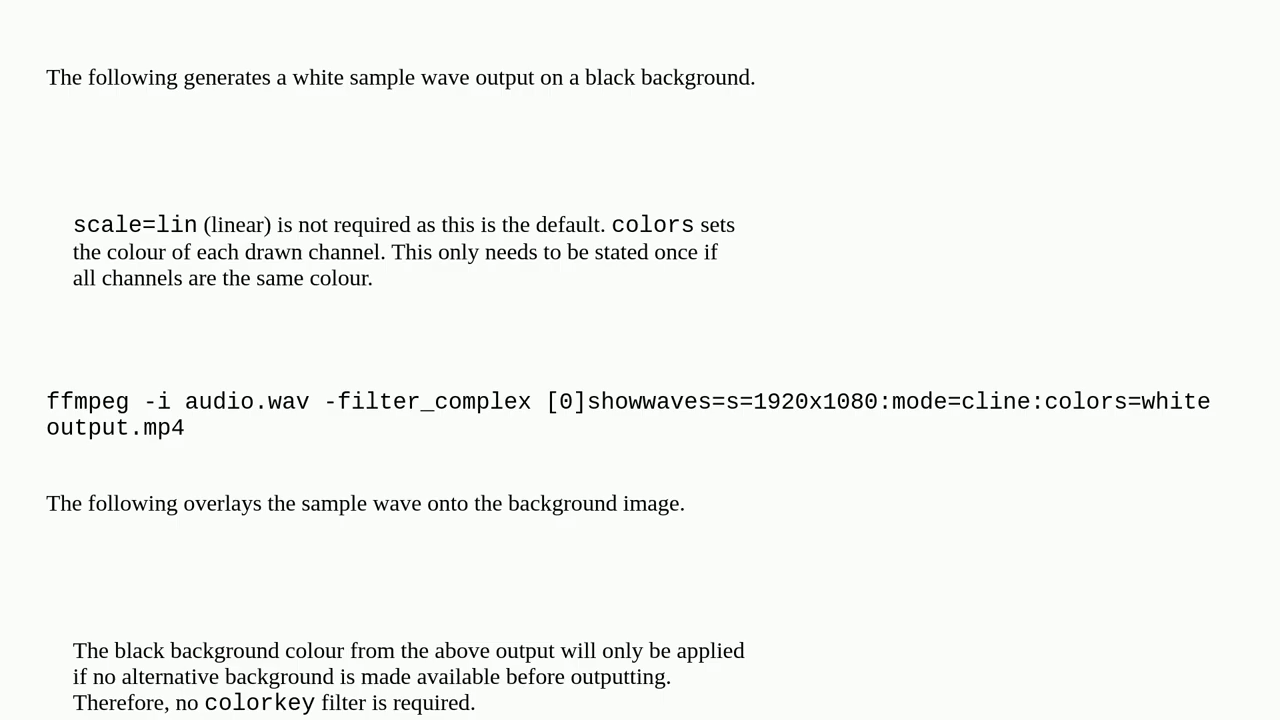 The following generates a white sample wave output on a black background.
scale=lin (linear) is not required as this is the default. colors sets
the colour of each drawn channel. This only needs to be stated once if
all channels are the same colour.
ffmpeg -i audio.wav -filter_complex [0]showwaves=s=1920x1080:mode=cline:colors=white
output.mp4
The following overlays the sample wave onto the background image.
The black background colour from the above output will only be applied
if no alternative background is made available before outputting.
Therefore, no colorkey filter is required.